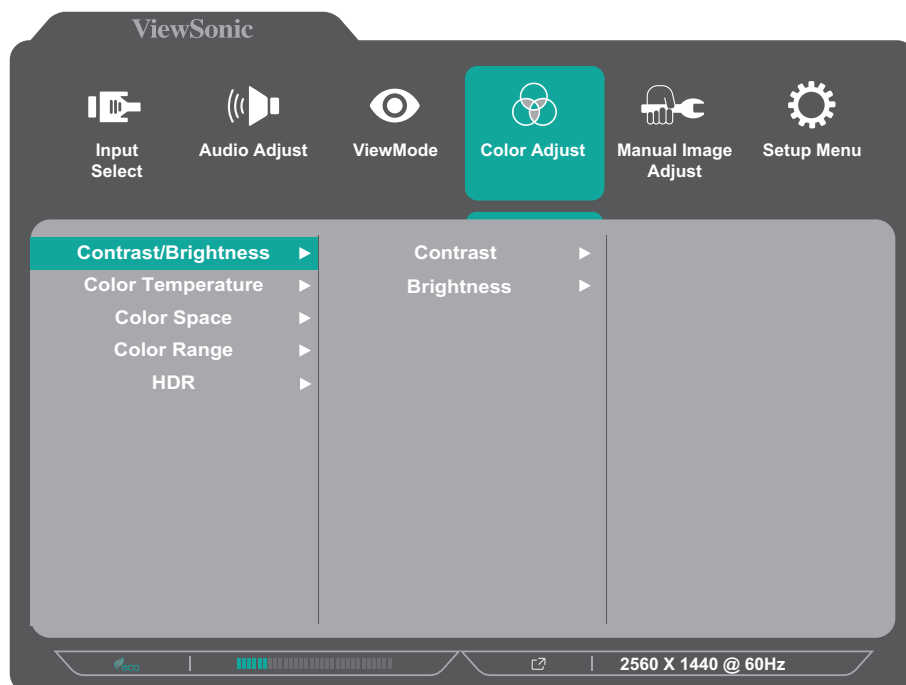 ViewSonic
Input
Select
Audio Adjust
ViewMode
Color Adjust
Manual Image
Adjust
Setup Menu
Contrast/Brightness
Color Temperature
Color Space
Color Range
HDR
Contrast
Brightness
eco
2560 X 1440 @ 60Hz